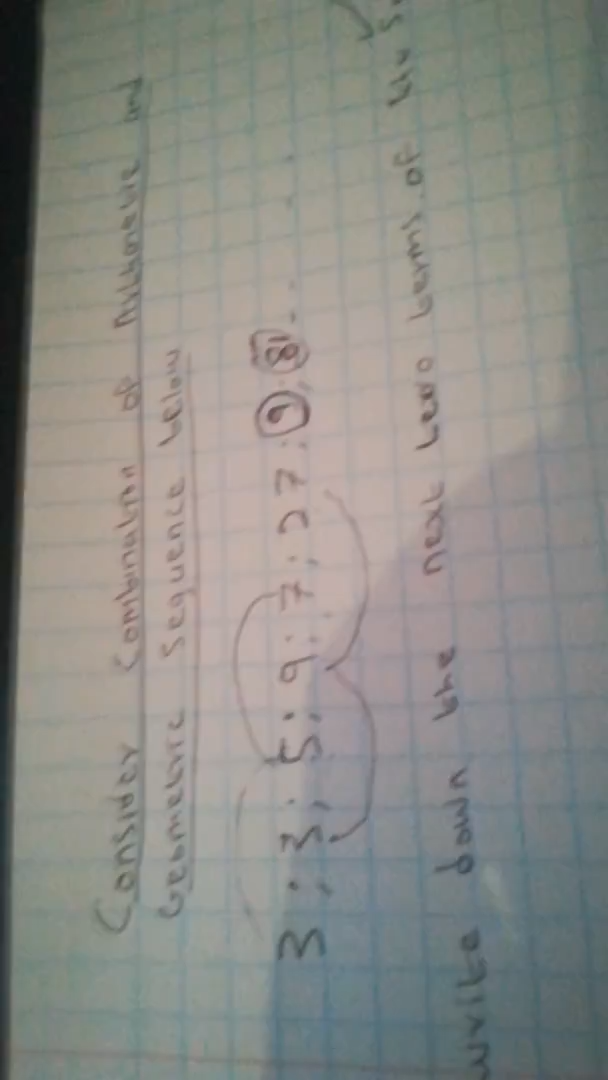 Consider Combination of Arithmetic and
Geometric Sequence below
3 ; 3 ; 5 ; 9 ; 7 ; 27 ; 9 ; 81 . . . . .
write down the next two terms of the